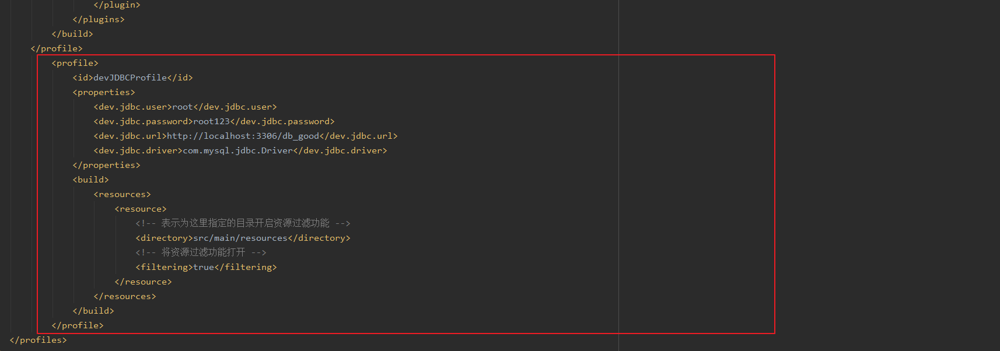 </plugin>
</plugins>
</build>
</profile>
<profile>
<id>devJDBCProfile</id>
<properties>
<dev.jdbc.user>root</dev.jdbc.user>
<dev.jdbc.password>root123</dev.jdbc.password>
<dev.jdbc.url>http://localhost:3306/db_good</dev.jdbc.url>
<dev.jdbc.driver>com.mysql.jdbc.Driver</dev.jdbc.driver>
</properties>
<build>
<resources>
<resource>
<!-- 表示为这里指定的目录开启资源过滤功能 -->
<directory>src/main/resources</directory>
<!-- 将资源过滤功能打开 -->
<filtering>true</filtering>
</resource>
</resources>
</build>
</profile>
</profiles>